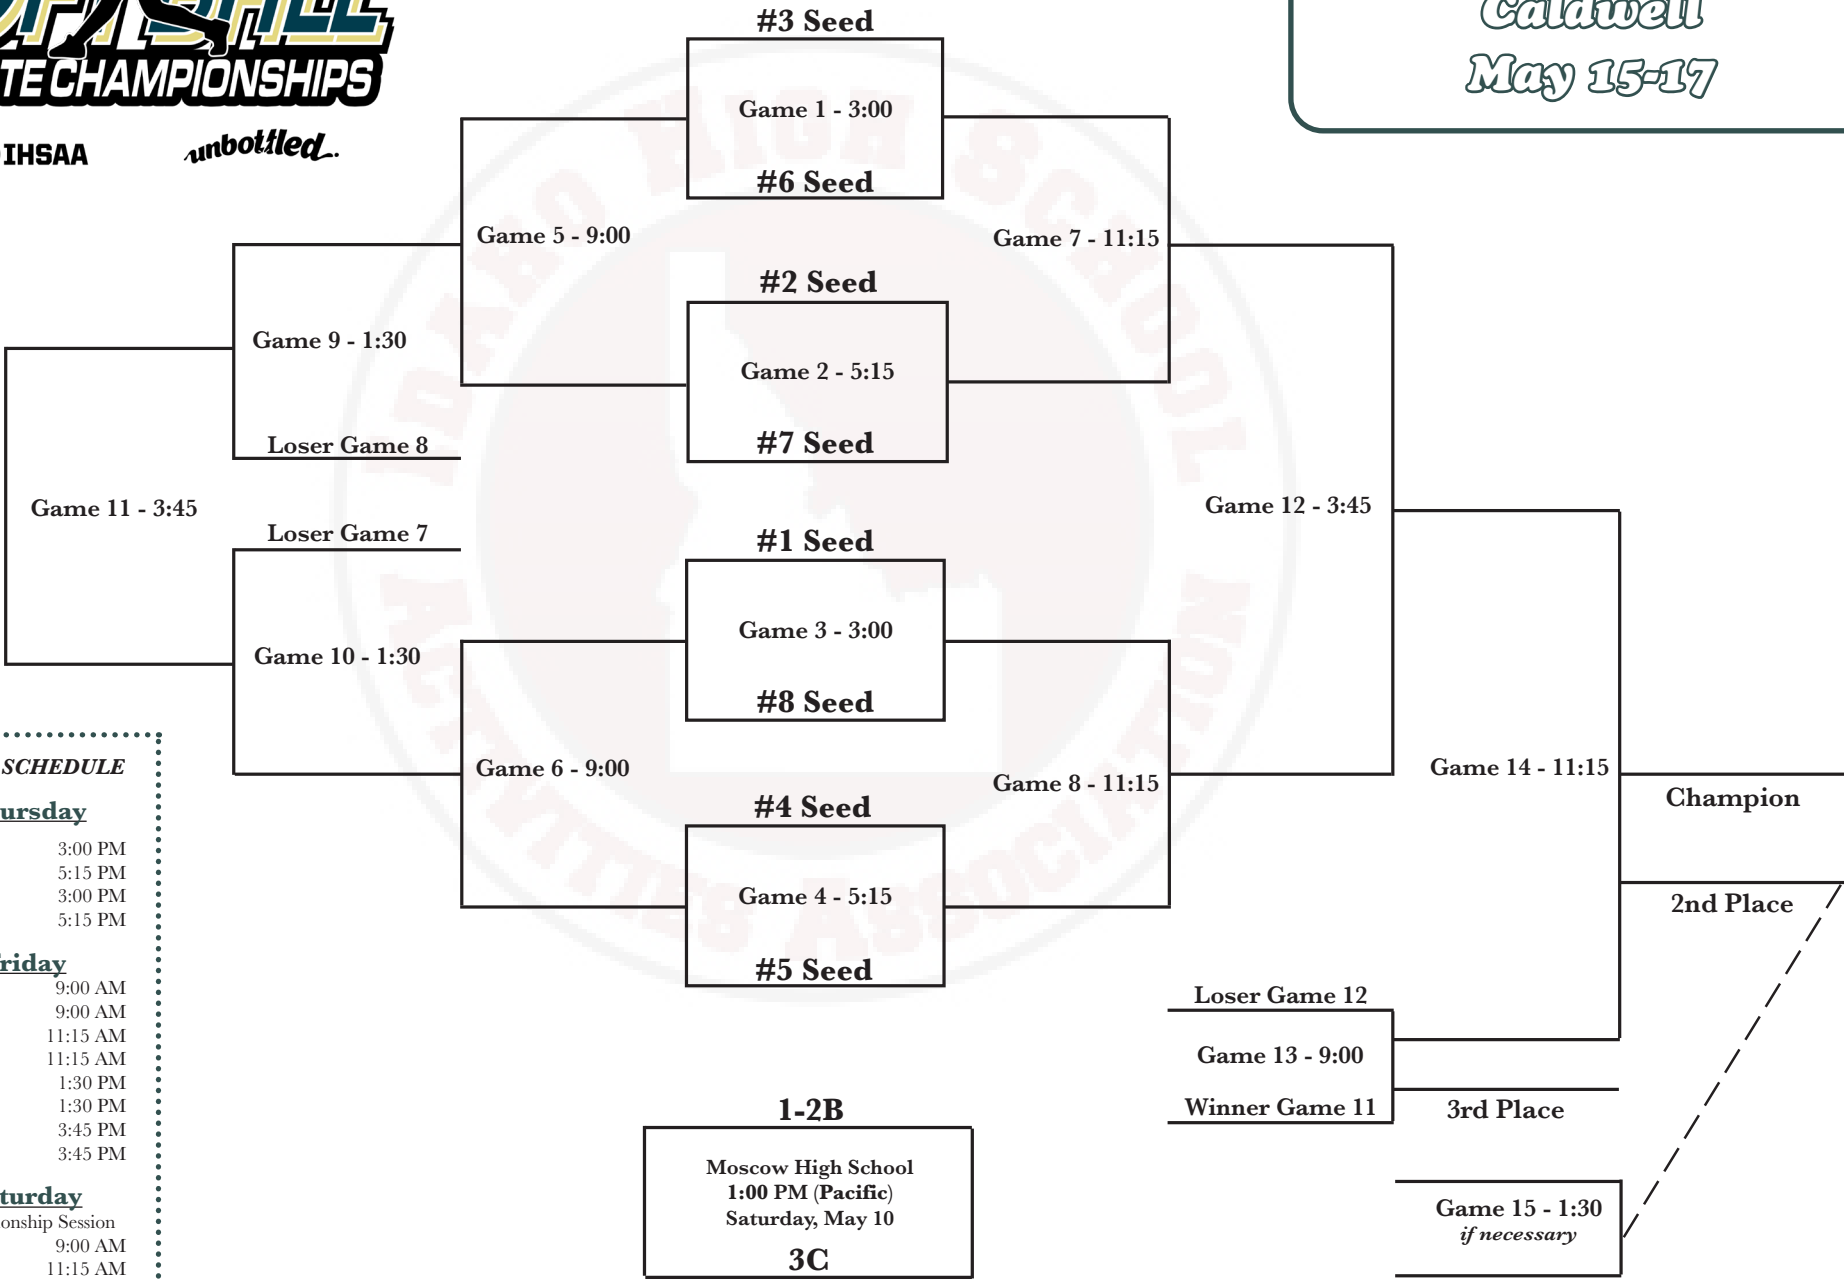 TE CHAMPIONSHIPS
IHSAA
unbottled.
Caldwell
May 15-17
IDAHO HIGH SCHOOL
ACTIVITIES ASSOCIATION
#3 Seed
Game 1 - 3:00
#6 Seed
Game 5 - 9:00
Game 7 - 11:15
#2 Seed
Game 9 - 1:30
Game 2 - 5:15
Loser Game 8
#7 Seed
Game 11 - 3:45
Game 12 - 3:45
Loser Game 7
#1 Seed
Game 3 - 3:00
Game 10 - 1:30
#8 Seed
Game 6 - 9:00
Game 8 - 11:15
Game 14 - 11:15
Champion
#4 Seed
Game 4 - 5:15
2nd Place
#5 Seed
Loser Game 12
Game 13 - 9:00
Winner Game 11
3rd Place
Game 15 - 1:30
if necessary
1-2B
Moscow High School
1:00 PM (Pacific)
Saturday, May 10
3C
SCHEDULE
ursday
3:00 PM
5:15 PM
3:00 PM
5:15 PM
riday
9:00 AM
9:00 AM
11:15 AM
11:15 AM
1:30 PM
1:30 PM
3:45 PM
3:45 PM
turday
onship Session
9:00 AM
11:15 AM